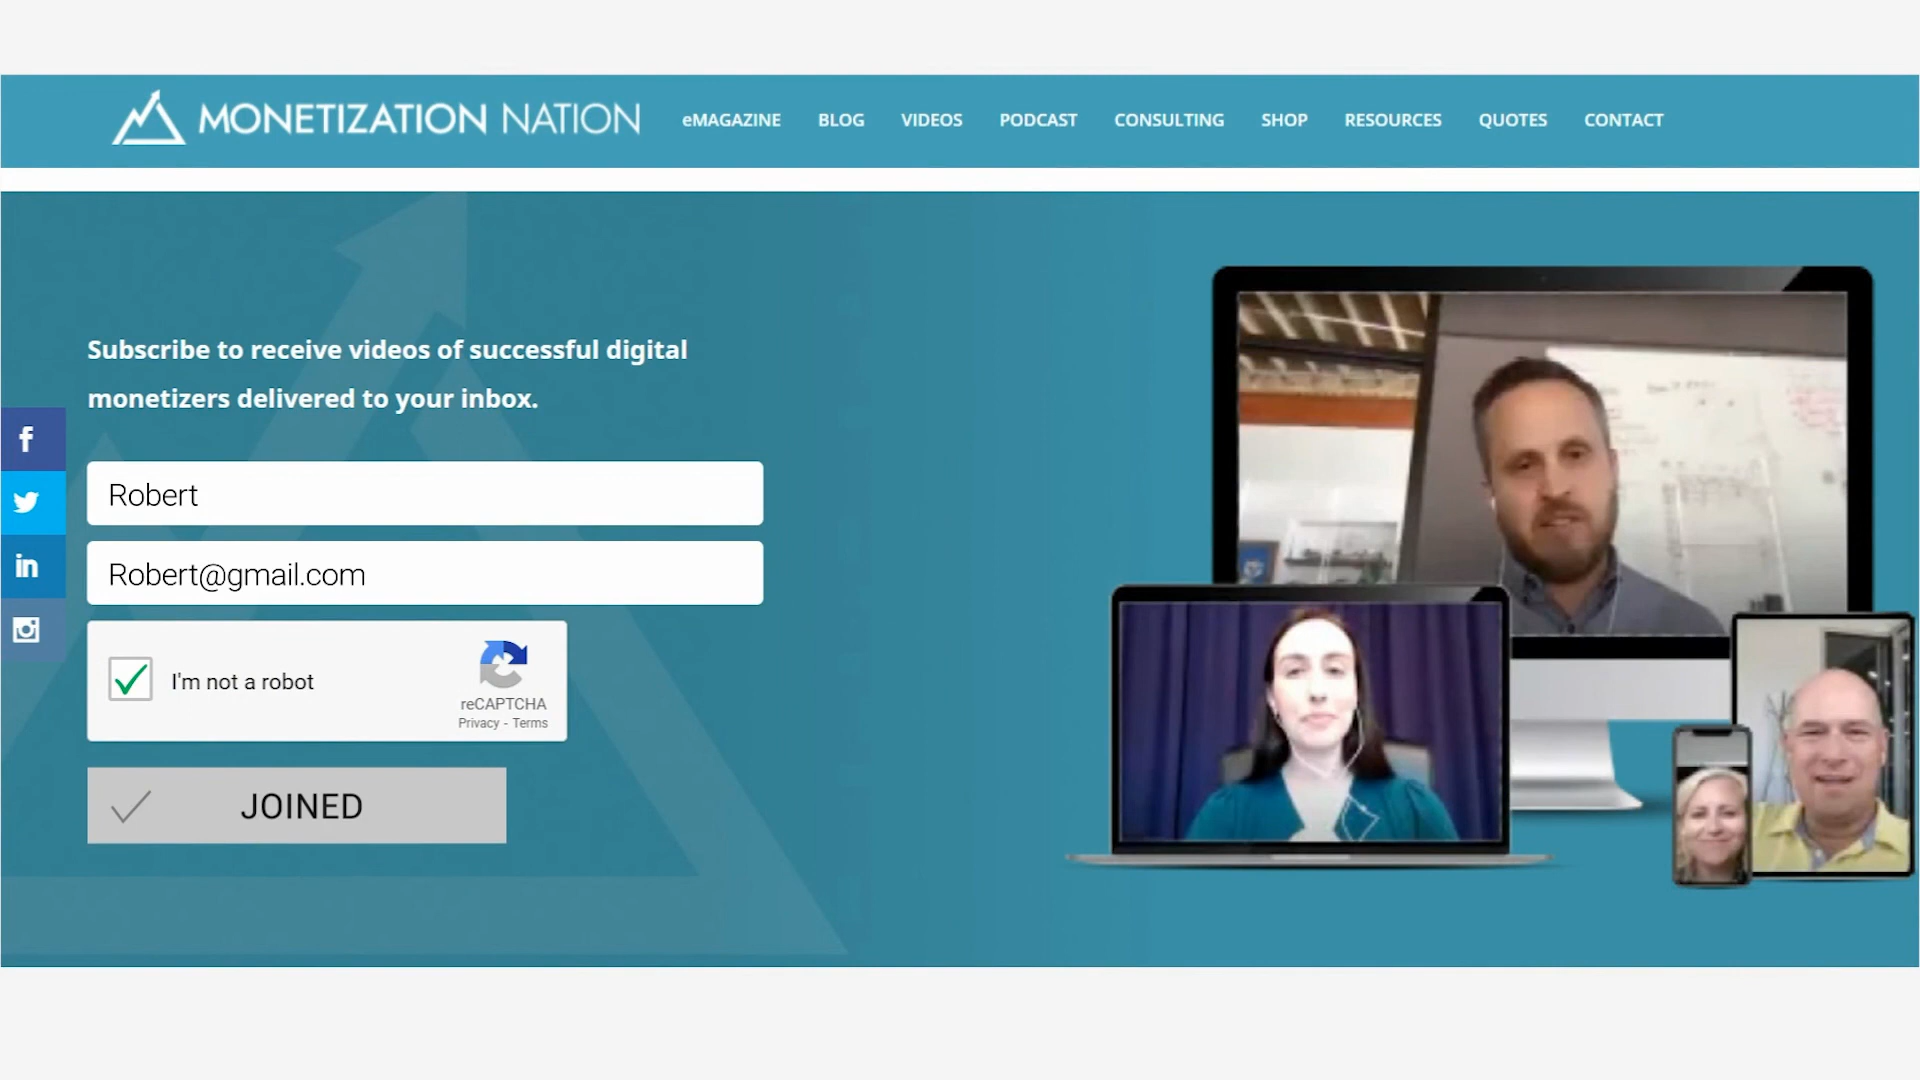 MONETIZATION NATION
eMAGAZINE BLOG VIDEOS PODCAST CONSULTING SHOP RESOURCES QUOTES CONTACT
Subscribe to receive videos of successful digital
monetizers delivered to your inbox.
f
in
Robert
Robert@gmail.com
I'm not a robot
reCAPTCHA
Privacy - Terms
JOINED